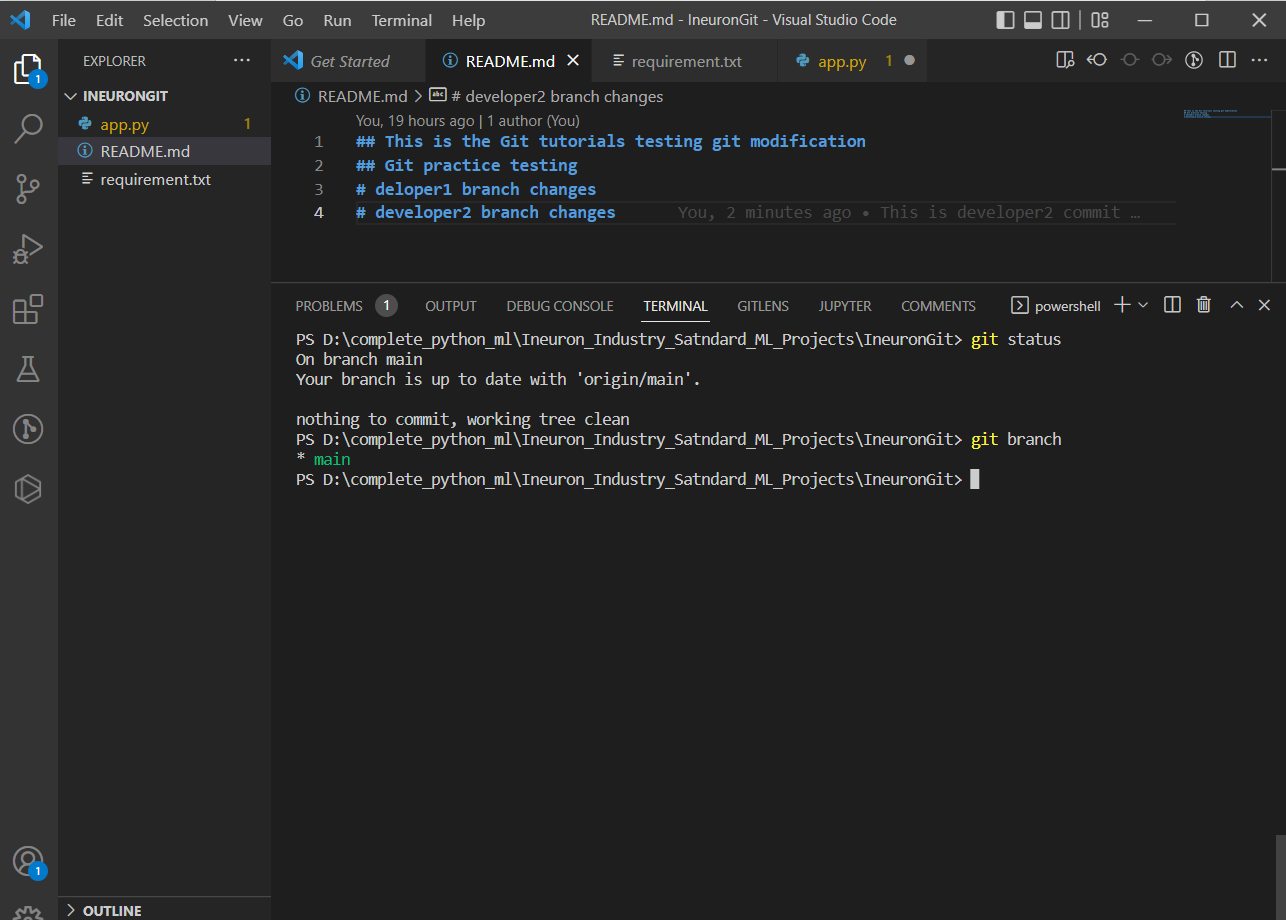 File Edit Selection View Go Run Terminal Help README.md - IneuronGit - Visual Studio Code
EXPLORER
INEURONGIT
app.py 1
README.md
requirement.txt
OUTLINE
1
1
Get Started README.md requirement.txt app.py 1
README.md > abc # developer2 branch changes
You, 19 hours ago | 1 author (You)
1 ## This is the Git tutorials testing git modification
2 ## Git practice testing
3 # deloper1 branch changes
4 # developer2 branch changes You, 2 minutes ago • This is developer2 commit …
PROBLEMS 1 OUTPUT DEBUG CONSOLE TERMINAL GITLENS JUPYTER COMMENTS powershell
PS D:\complete_python_ml\Ineuron_Industry_Satndard_ML_Projects\IneuronGit> git status
On branch main
Your branch is up to date with 'origin/main'.
nothing to commit, working tree clean
PS D:\complete_python_ml\Ineuron_Industry_Satndard_ML_Projects\IneuronGit> git branch
* main
PS D:\complete_python_ml\Ineuron_Industry_Satndard_ML_Projects\IneuronGit>